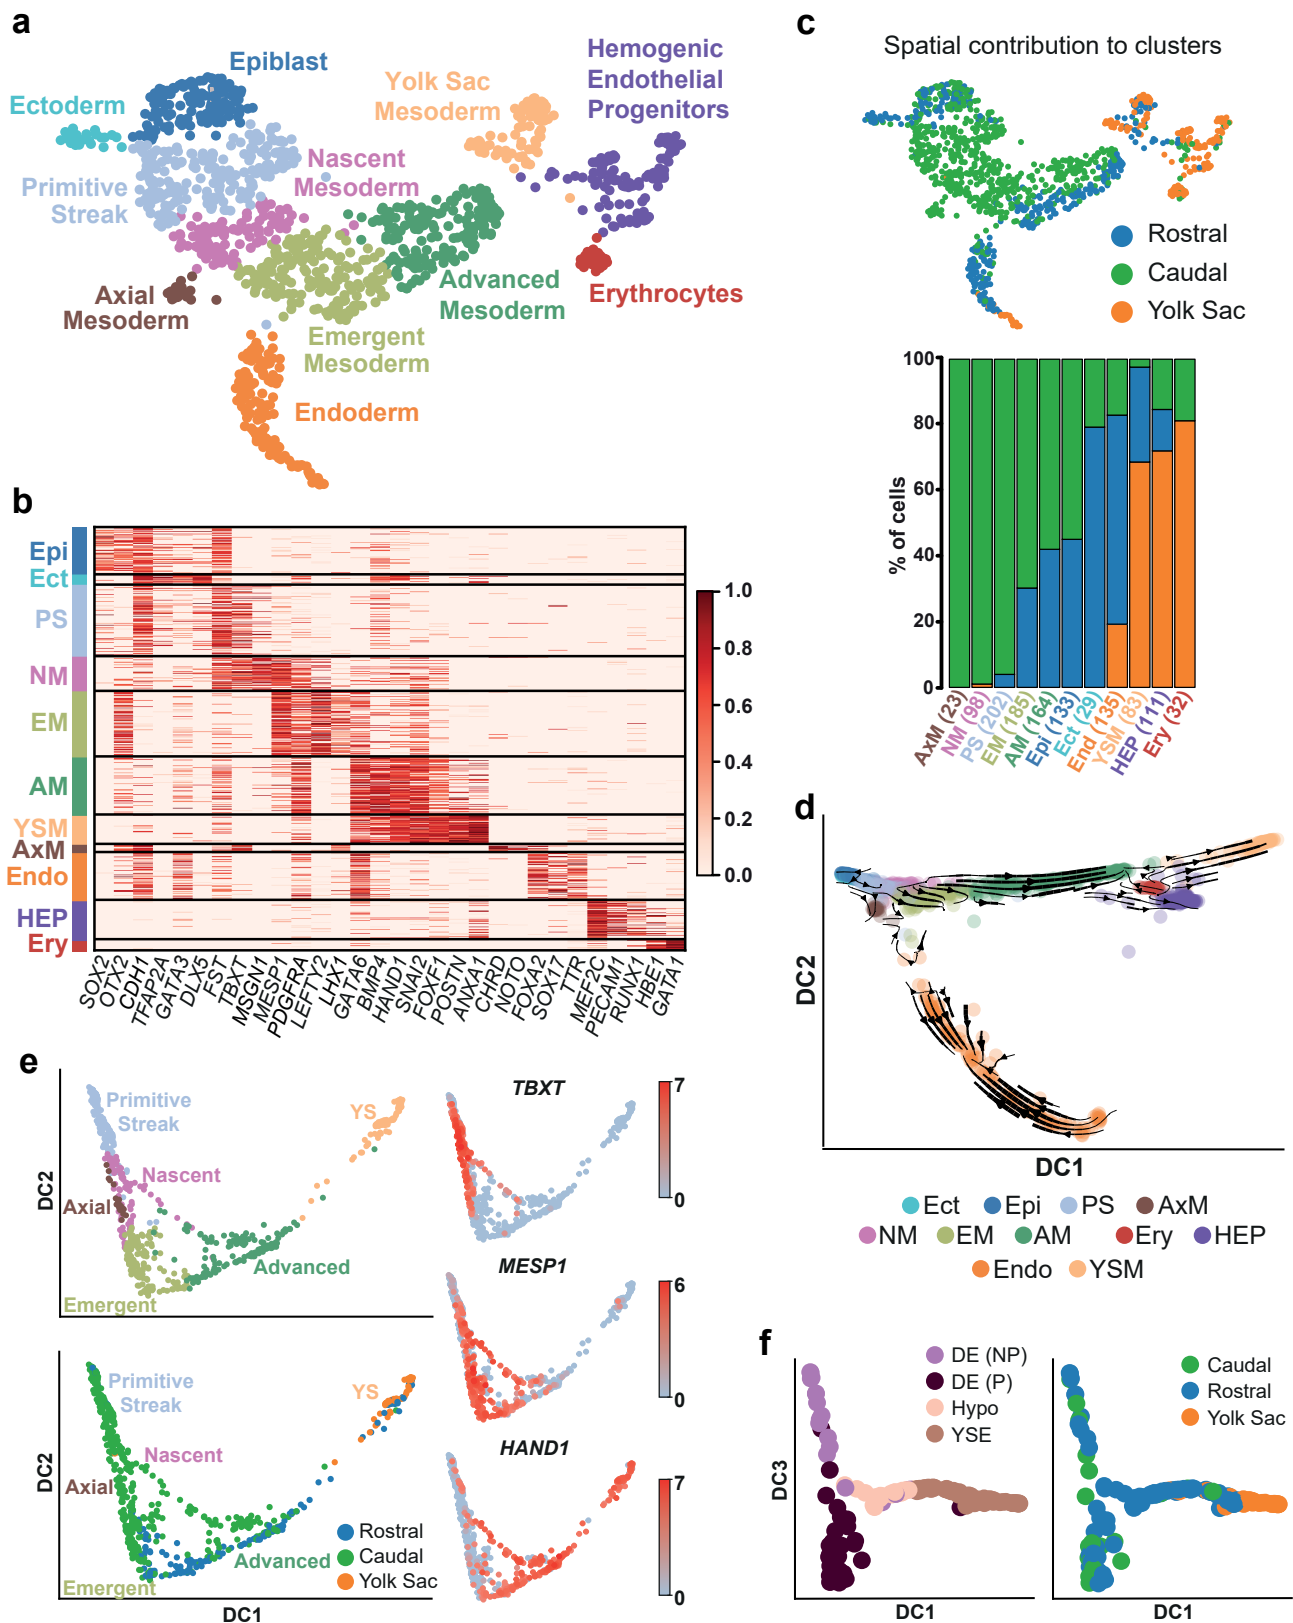 a
Epiblast
Ectoderm
Yolk Sac
Mesoderm
Hemogenic
Endothelial
Progenitors
Primitive
Streak
Nascent
Mesoderm
Axial
Mesoderm
Advanced
Mesoderm
Erythrocytes
Emergent
Mesoderm
Endoderm
b
Epi
Ect
PS
NM
EM
AM
YSM
AxM
Endo
HEP
Ery
1.0
0.8
0.6
0.4
0.2
0.0
SOX2
OTX2
CDH1
TFAP2A
GATA3
DLX5
FST
TBXT
MSGN1
MESP1
PDGFRA
LEFTY2
LHX1
GATA6
BMP4
HAND1
SNAI2
FOXF1
POSTN
ANXA1
CHRD
NOTO
FOXA2
SOX17
TTR
MEF2C
PECAM1
RUNX1
HBE1
GATA1
c
Spatial contribution to clusters
Rostral
Caudal
Yolk Sac
% of cells
100
80
60
40
20
0
AxM (23)
NM (98)
PS (202)
EM (185)
AM (164)
Epi (133)
Ect (29)
End (135)
YSM (83
HEP (111)
Ery (32)
d
DC2
DC1
Ect Epi PS AxM
NM EM AM Ery HEP
Endo YSM
e
DC2
Primitive
Streak
YS
Nascent
Axial
Advanced
Emergent
DC2
Primitive
Streak
YS
Nascent
Axial
Advanced
Emergent
Rostral
Caudal
Yolk Sac
DC1
TBXT
7
0
MESP1
6
0
HAND1
7
0
f
DC3
DE (NP)
DE (P)
Hypo
YSE
DC1
Caudal
Rostral
Yolk Sac
DC1